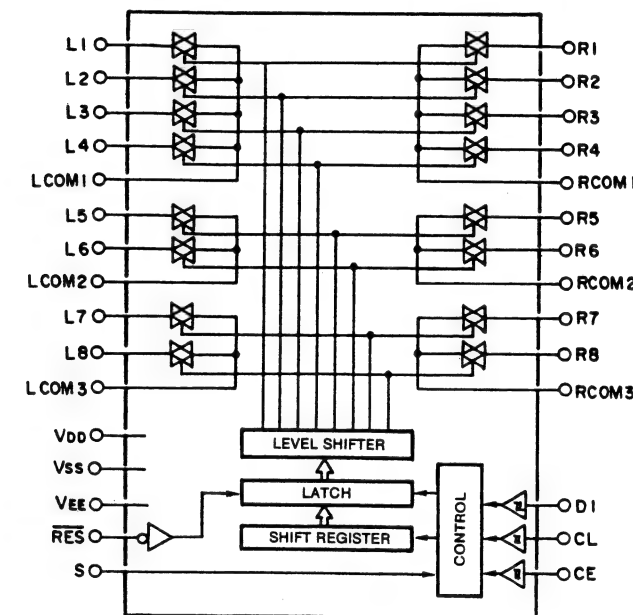 L1 R1
L2 R2
L3 R3
L4 R4
LCOM1 RCOM1
L5 R5
L6 R6
LCOM2 RCOM2
L7 R7
L8 R8
LCOM3 RCOM3
VDD LEVEL SHIFTER
VSS
VEE LATCH CONTROL DI
RES SHIFT REGISTER CL
S CE